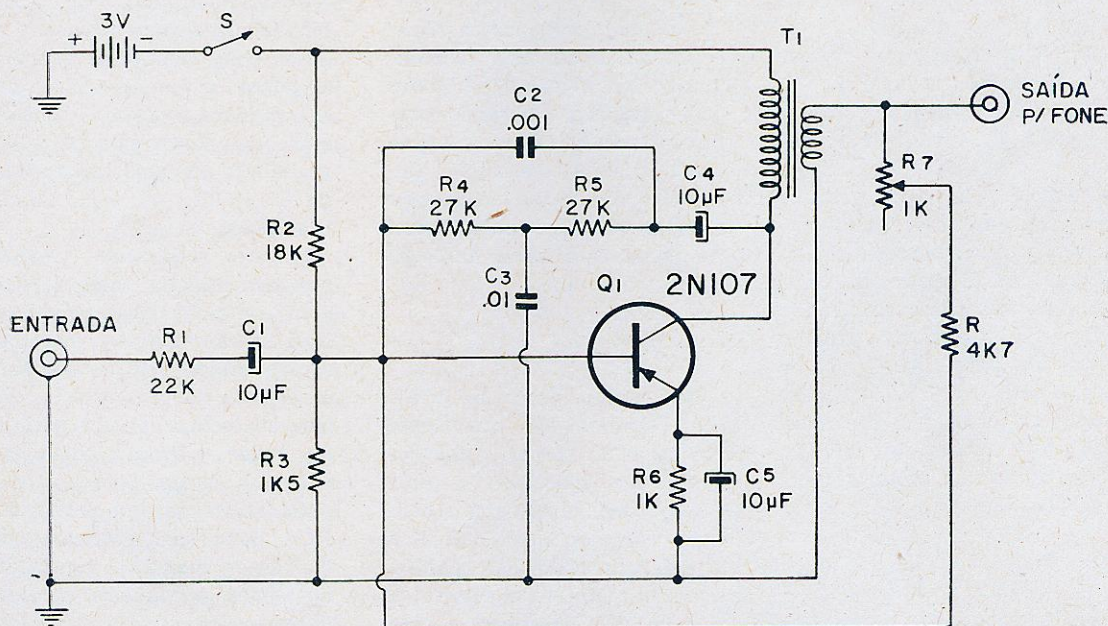 3V
+ -
S
T1
SAÍDA
P/ FONE
C2
.001
R4
27K
R5
27K
C4
10µF
R7
1K
R2
18K
C3
.01
Q1
2N107
ENTRADA
R1
22K
C1
10µF
R
4K7
R3
1K5
R6
1K
C5
10µF